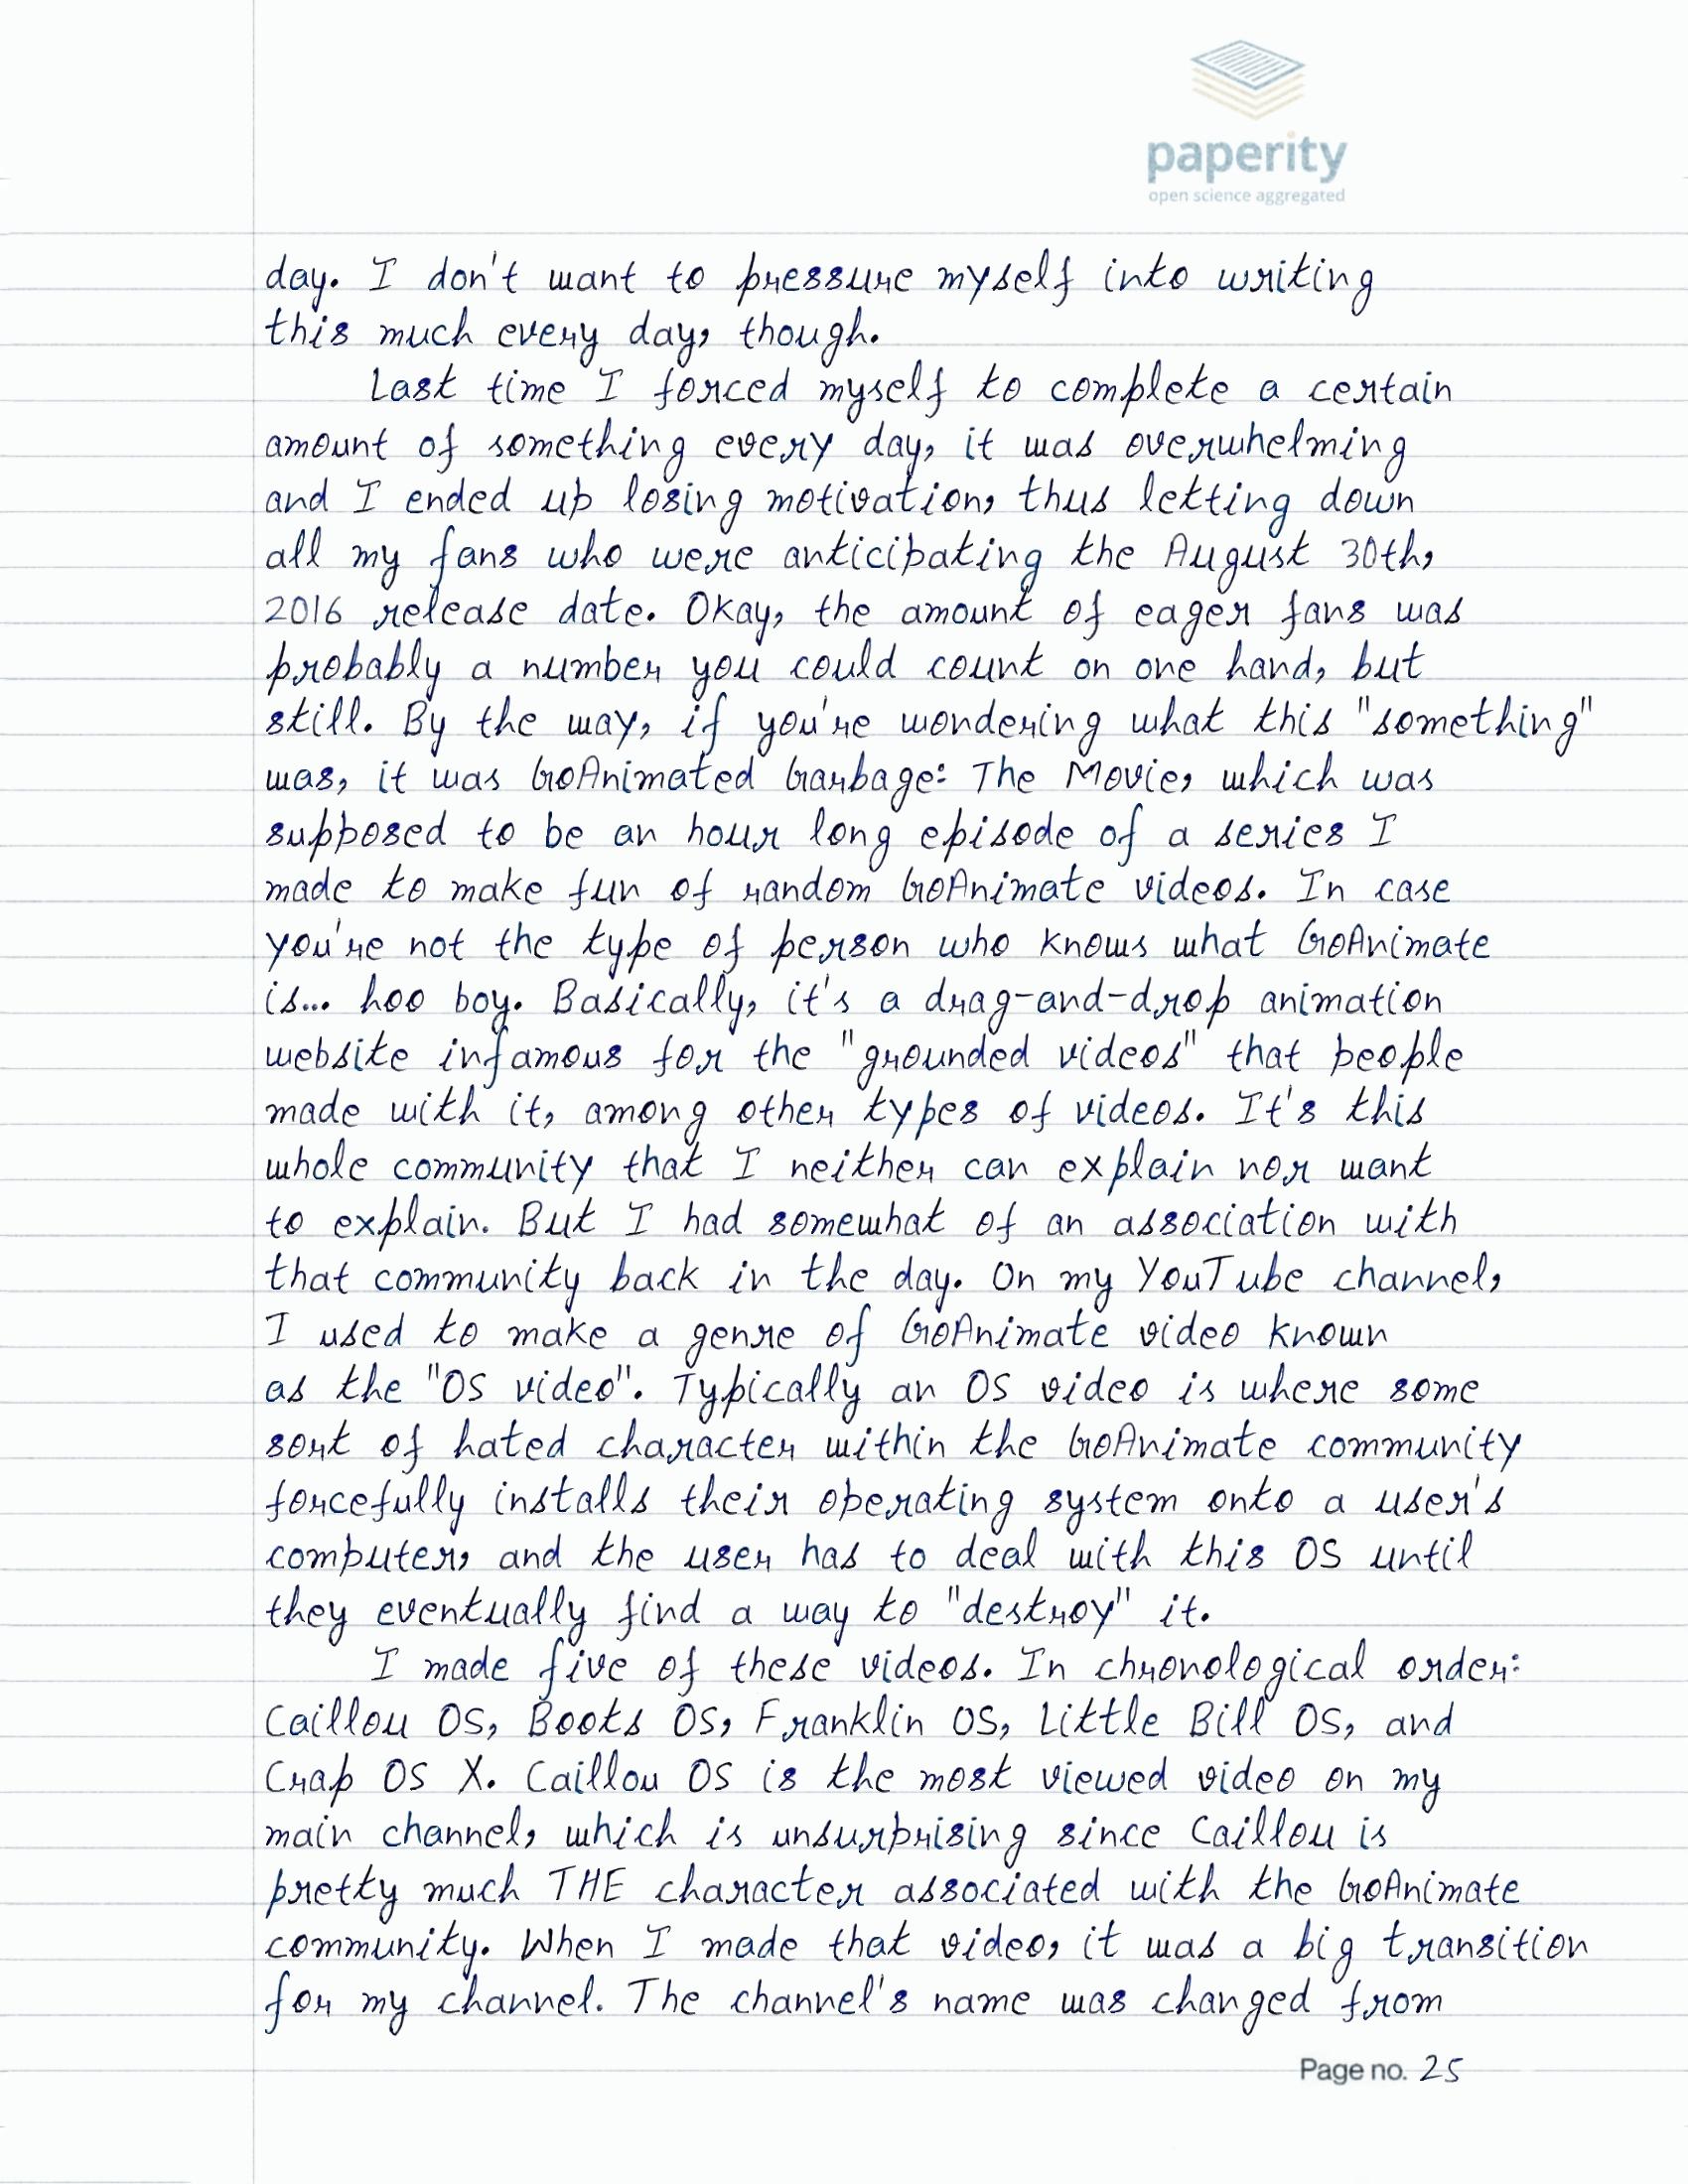 paperity
open science aggregated
day. I don't want to pressure myself into writing
this much every day, though.
Last time I forced myself to complete a certain
amount of something every day, it was overwhelming
and I ended up losing motivation, thus letting down
all my fans who were anticipating the August 30th,
2016 release date. Okay, the amount of eager fans was
probably a number you could count on one hand, but
still. By the way, if you're wondering what this "something"
was, it was GoAnimated Garbage: The Movie, which was
supposed to be an hour long episode of a series I
made to make fun of random GoAnimate videos. In case
you're not the type of person who knows what GoAnimate
is... hoo boy. Basically, it's a drag-and-drop animation
website infamous for the "grounded videos" that people
made with it, among other types of videos. It's this
whole community that I neither can explain nor want
to explain. But I had somewhat of an association with
that community back in the day. On my YouTube channel,
I used to make a genre of GoAnimate video known
as the "OS video". Typically an OS video is where some
sort of hated character within the GoAnimate community
forcefully installs their operating system onto a user's
computer, and the user has to deal with this OS until
they eventually find a way to "destroy" it.
I made five of these videos. In chronological order:
Caillou OS, Boots OS, Franklin OS, Little Bill OS, and
Crap OS X. Caillou OS is the most viewed video on my
main channel, which is unsurprising since Caillou is
pretty much THE character associated with the GoAnimate
community. When I made that video, it was a big transition
for my channel. The channel's name was changed from
Page no. 25